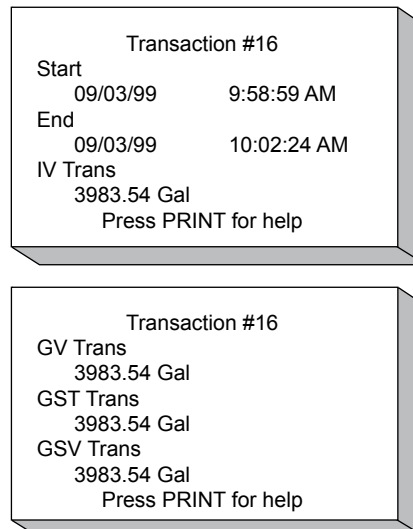 Transaction #16
Start
09/03/99 9:58:59 AM
End
09/03/99 10:02:24 AM
IV Trans
3983.54 Gal
Press PRINT for help
Transaction #16
GV Trans
3983.54 Gal
GST Trans
3983.54 Gal
GSV Trans
3983.54 Gal
Press PRINT for help